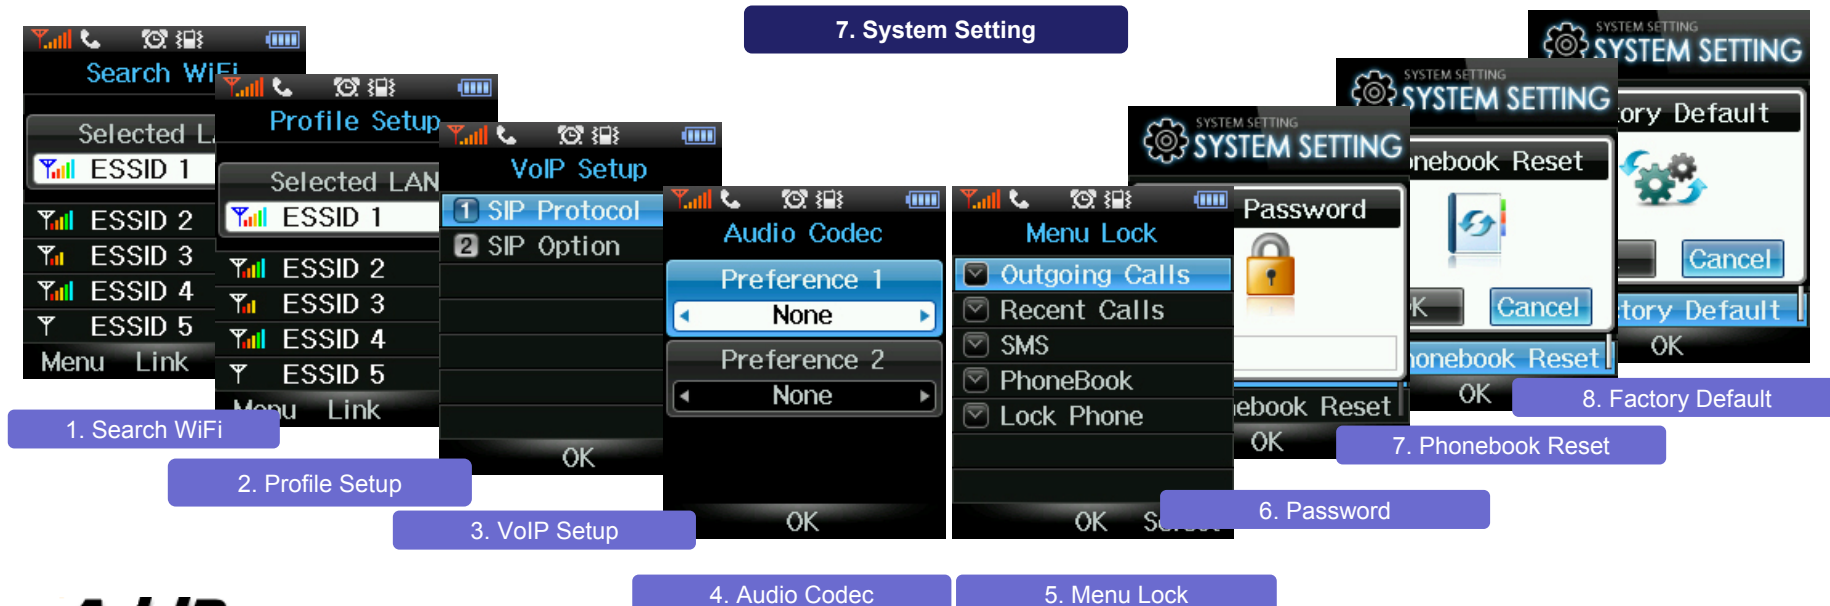 7. System Setting
Search WiFi
Selected
ESSID 1
ESSID 2
ESSID 3
ESSID 4
ESSID 5
Menu Link
1. Search WiFi
Profile Setup
Selected LAN
ESSID 1
ESSID 2
ESSID 3
ESSID 4
ESSID 5
Menu Link
2. Profile Setup
VoIP Setup
1 SIP Protocol
2 SIP Option
OK
3. VoIP Setup
Audio Codec
Preference 1
None
Preference 2
None
OK
4. Audio Codec
Menu Lock
Outgoing Calls
Recent Calls
SMS
PhoneBook
Lock Phone
OK Select
5. Menu Lock
SYSTEM SETTING
SYSTEM SETTING
Password
ebook Reset
OK
6. Password
SYSTEM SETTING
SYSTEM SETTING
nebook Reset
K Cancel
onebook Reset
OK
7. Phonebook Reset
SYSTEM SETTING
SYSTEM SETTING
ory Default
Cancel
tory Default
OK
8. Factory Default